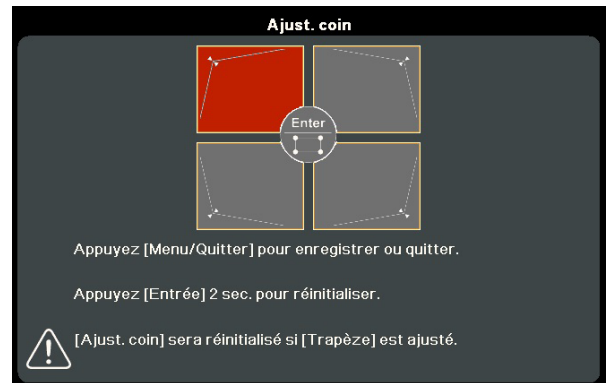 Ajust. coin
Enter
Appuyez [Menu/Quitter] pour enregistrer ou quitter.
Appuyez [Entrée] 2 sec. pour réinitialiser.
[Ajust. coin] sera réinitialisé si [Trapèze] est ajusté.